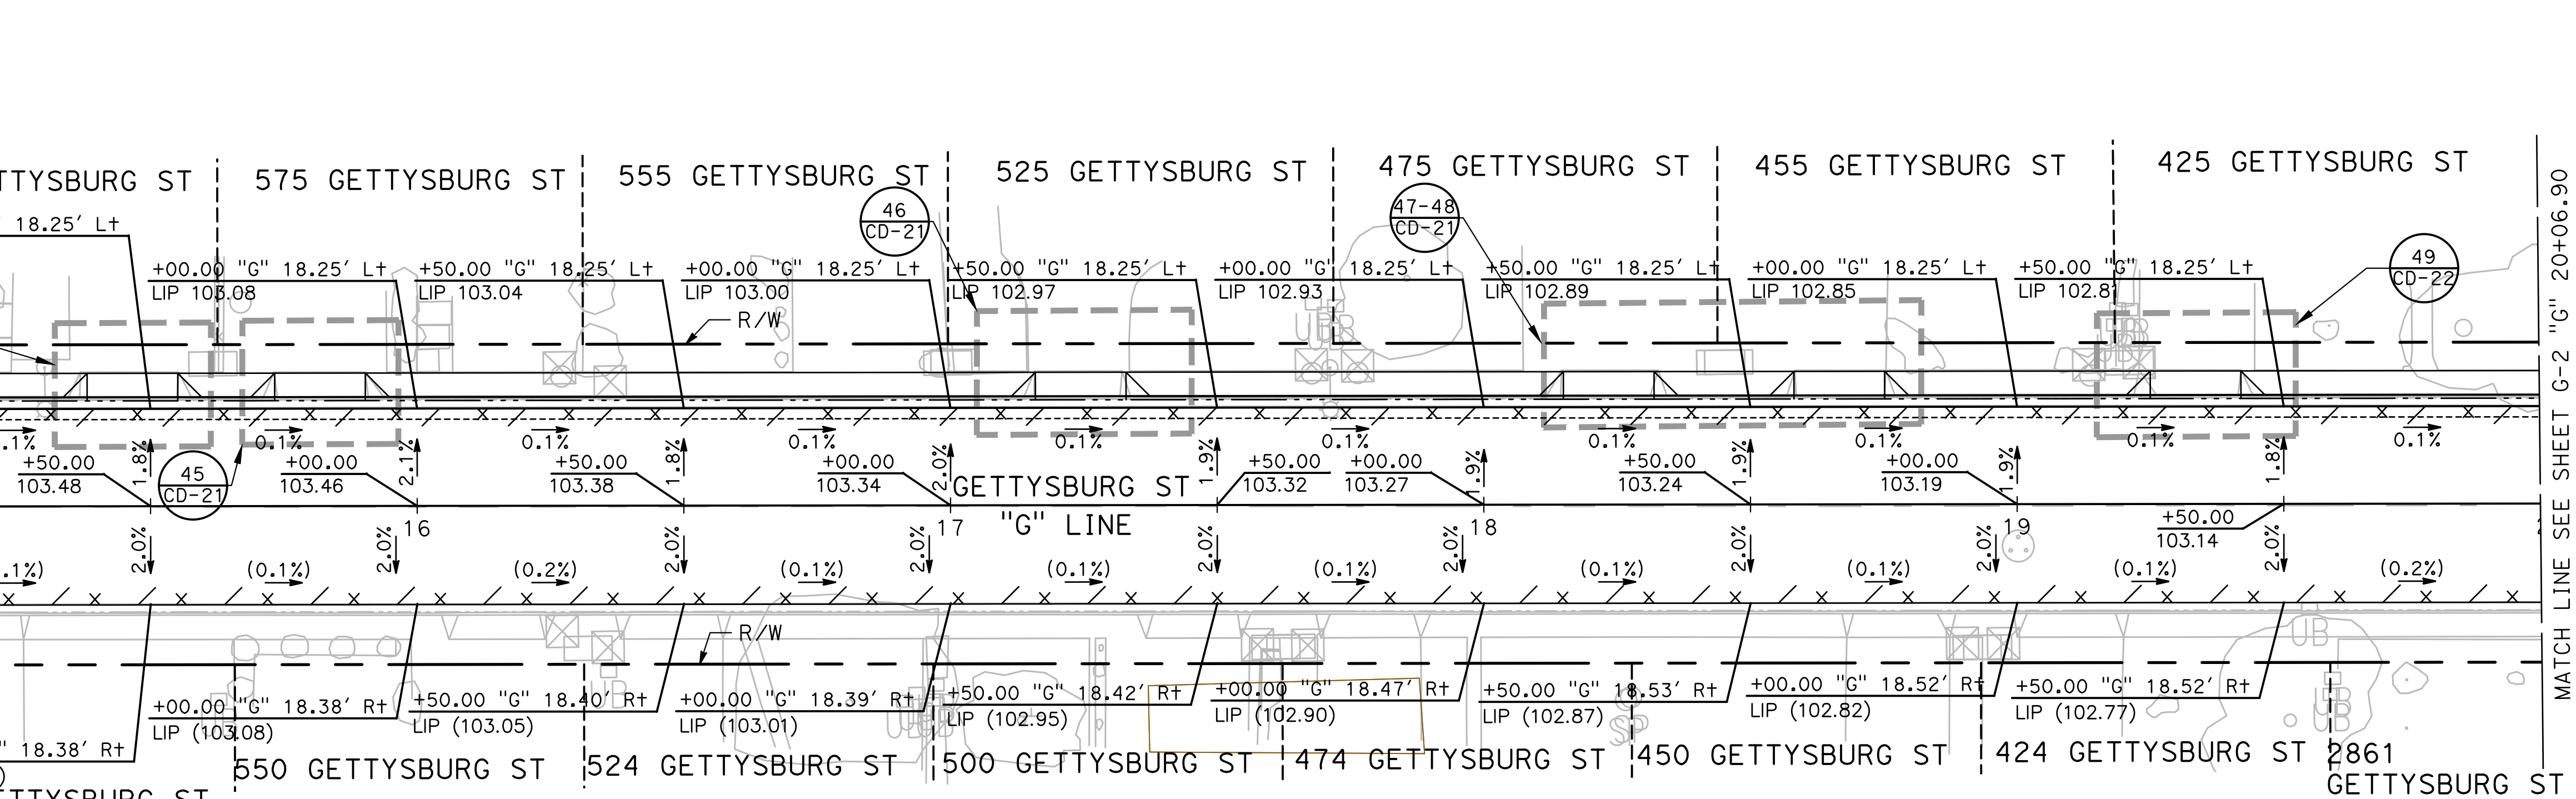 TTYSBURG ST
575 GETTYSBURG ST
555 GETTYSBURG ST
525 GETTYSBURG ST
475 GETTYSBURG ST
455 GETTYSBURG ST
425 GETTYSBURG ST
46
CD-21
47-48
CD-21
49
CD-22
18.25' Lt
+00.00 "G" 18.25' Lt
LIP 103.08
+50.00 "G" 18.25' Lt
LIP 103.04
+00.00 "G" 18.25' Lt
LIP 103.00
+50.00 "G" 18.25' Lt
LIP 102.97
+00.00 "G" 18.25' Lt
LIP 102.93
+50.00 "G" 18.25' Lt
LIP 102.89
+00.00 "G" 18.25' Lt
LIP 102.85
+50.00 "G" 18.25' Lt
LIP 102.81
R/W
UBB
UBB
.1%
0.1%
0.1%
0.1%
0.1%
0.1%
0.1%
0.1%
0.1%
0.1%
1.8%
2.1%
1.8%
2.0%
1.9%
1.9%
1.9%
1.9%
1.8%
+50.00
103.48
45
CD-21
+00.00
103.46
+50.00
103.38
+00.00
103.34
+50.00
103.32
+00.00
103.27
+50.00
103.24
+00.00
103.19
+50.00
103.14
GETTYSBURG ST
"G" LINE
16
17
18
19
2.0%
2.0%
2.0%
2.0%
2.0%
2.0%
2.0%
2.0%
2.0%
.1%)
(0.1%)
(0.2%)
(0.1%)
(0.1%)
(0.1%)
(0.1%)
(0.1%)
(0.1%)
(0.2%)
R/W
UB
UB
UB
UB
SP
" 18.38' Rt
+00.00 "G" 18.38' Rt
LIP (103.08)
+50.00 "G" 18.40' Rt
LIP (103.05)
+00.00 "G" 18.39' Rt
LIP (103.01)
+50.00 "G" 18.42' Rt
LIP (102.95)
+00.00 "G" 18.47' Rt
LIP (102.90)
+50.00 "G" 18.53' Rt
LIP (102.87)
+00.00 "G" 18.52' Rt
LIP (102.82)
+50.00 "G" 18.52' Rt
LIP (102.77)
TTYSBURG ST
550 GETTYSBURG ST
524 GETTYSBURG ST
500 GETTYSBURG ST
474 GETTYSBURG ST
450 GETTYSBURG ST
424 GETTYSBURG ST
2861
GETTYSBURG ST
MATCH LINE SEE SHEET G-2 "G" 20+06.90